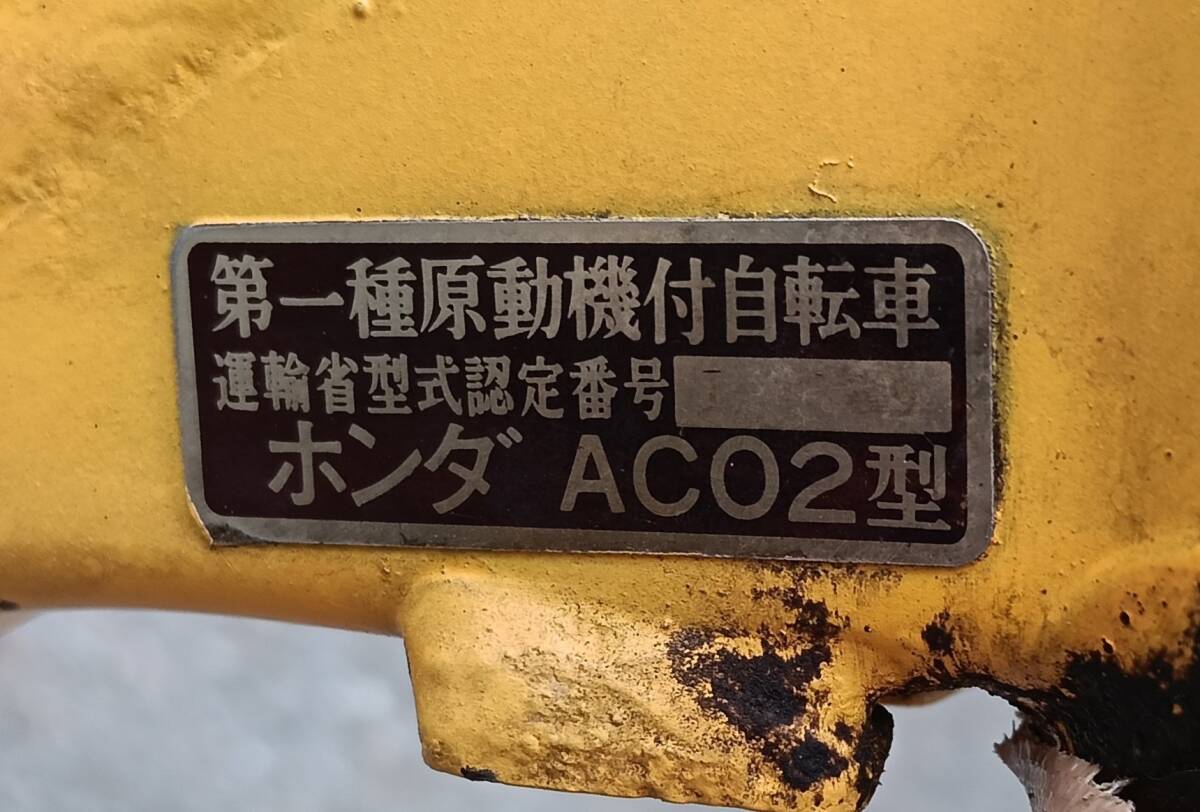 第一種原動機付自転車
運輸省型式認定番号
ホンダ AC02型